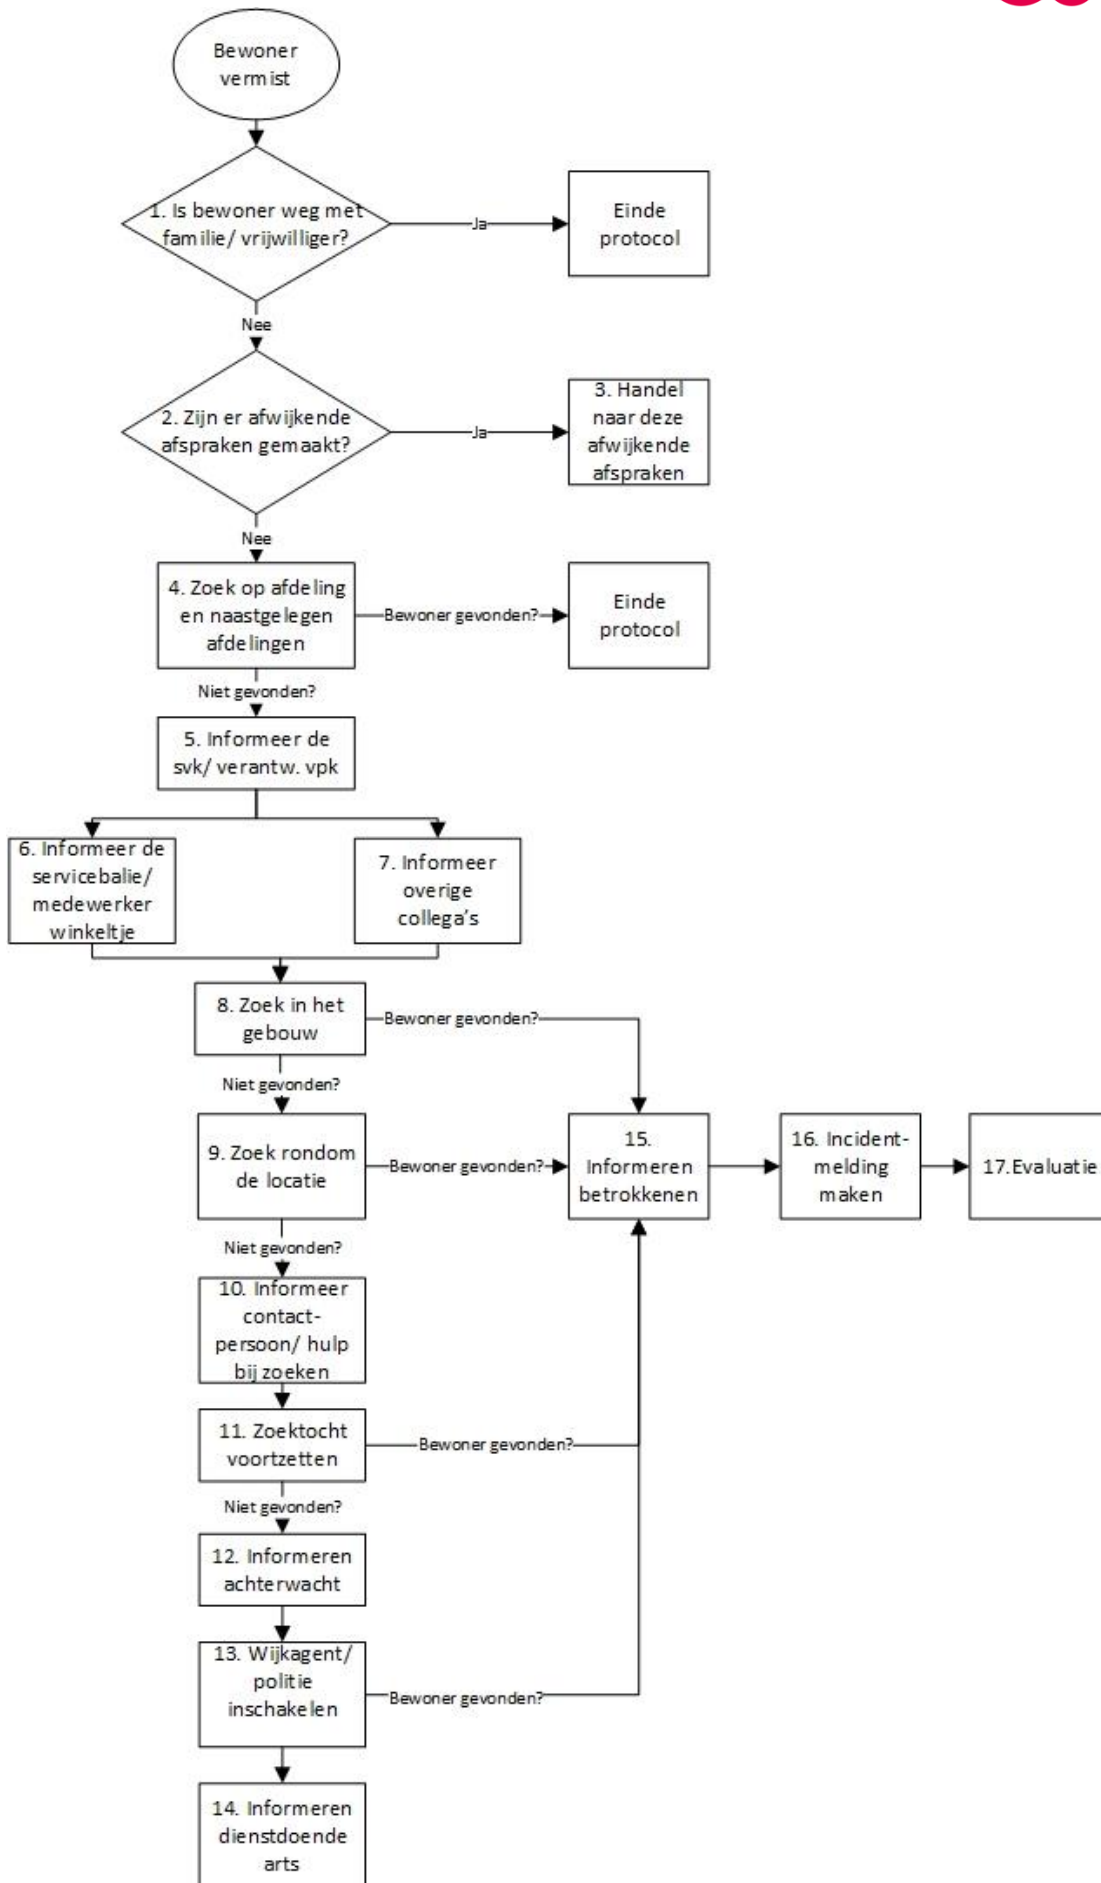 Bewoner
vermist
1. Is bewoner weg met
familie/ vrijwilliger?
Ja
Einde
protocol
Nee
2. Zijn er afwijkende
afspraken gemaakt?
Ja
3. Handel
naar deze
afwijkende
afspraken
Nee
4. Zoek op afdeling
en naastgelegen
afdelingen
Bewoner gevonden?
Einde
protocol
Niet gevonden?
5. Informeer de
svk/ verantw. vpk
6. Informeer de
servicebalie/
medewerker
winkeltje
7. Informeer
overige
collega's
8. Zoek in het
gebouw
Bewoner gevonden?
Niet gevonden?
9. Zoek rondom
de locatie
Bewoner gevonden?
15.
Informeren
betrokkenen
16. Incident-
melding
maken
17.Evaluatie
Niet gevonden?
10. Informeer
contact-
persoon/ hulp
bij zoeken
11. Zoektocht
voortzetten
Bewoner gevonden?
Niet gevonden?
12. Informeren
achterwacht
13. Wijkagent/
politie
inschakelen
Bewoner gevonden?
14. Informeren
dienstdoende
arts